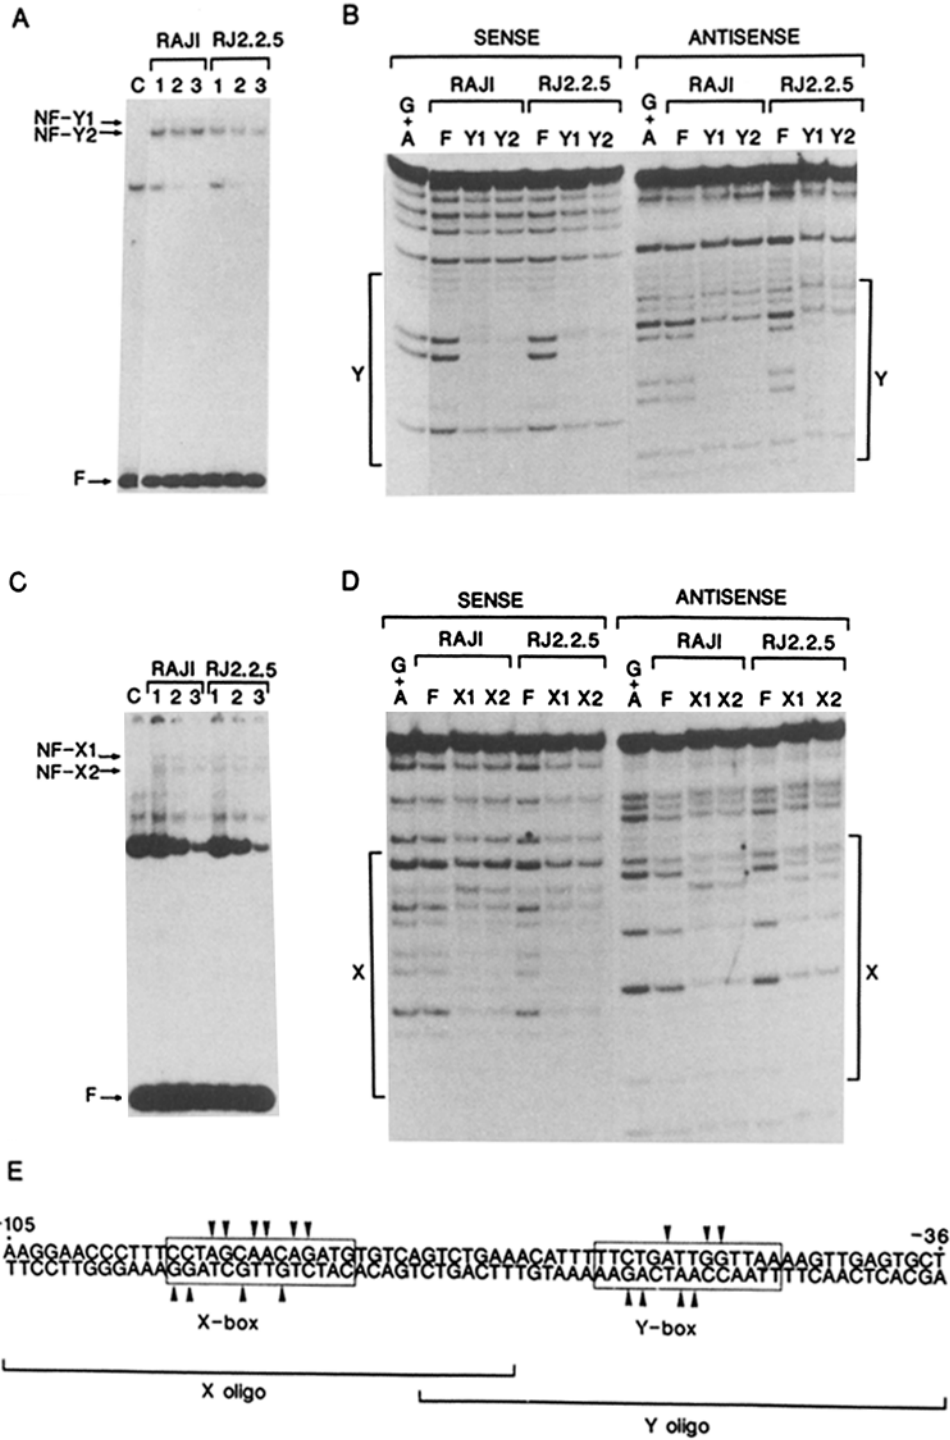 A
RAJI RJ2.2.5
C 1 2 3 1 2 3
NF-Y1
NF-Y2
F
B
SENSE ANTISENSE
RAJI RJ2.2.5 RAJI RJ2.2.5
G+A F Y1 Y2 F Y1 Y2 G+A F Y1 Y2 F Y1 Y2
Y Y
C
RAJI RJ2.2.5
C 1 2 3 1 2 3
NF-X1
NF-X2
F
D
SENSE ANTISENSE
RAJI RJ2.2.5 RAJI RJ2.2.5
G+A F X1 X2 F X1 X2 G+A F X1 X2 F X1 X2
X X
E
-105 -36
AAGGAACCCTTTCCTAGCAACAGATGTGTCAGTCTGAAACATTTTTCTGATTGGTTAAAAGTTGAGTGCT
TTCCTTGGGAAAGGATCGTTGTCTACACAGTCTGACTTTGTAAAAAGACTAACCAATTTTCAACTCACGA
X-box Y-box
X oligo
Y oligo